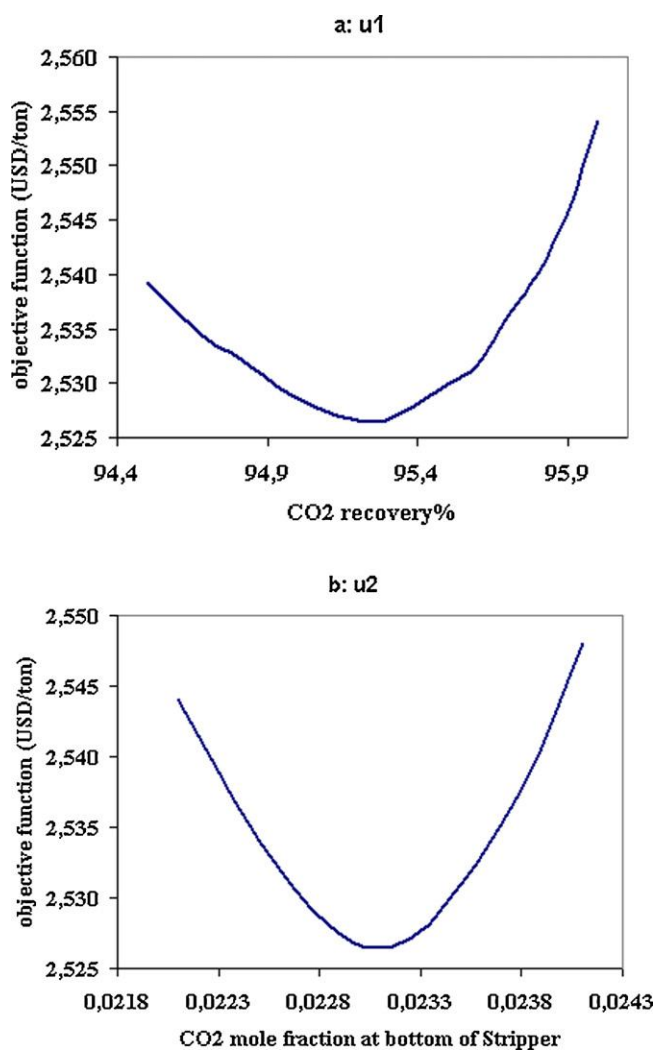 a: u1
2,560
2,555
2,550
2,545
2,540
2,535
2,530
2,525
objective function (USD/ton)
94,4 94,9 95,4 95,9
CO2 recovery%
b: u2
2,550
2,545
2,540
2,535
2,530
2,525
objective function (USD/ton)
0,0218 0,0223 0,0228 0,0233 0,0238 0,0243
CO2 mole fraction at bottom of Stripper